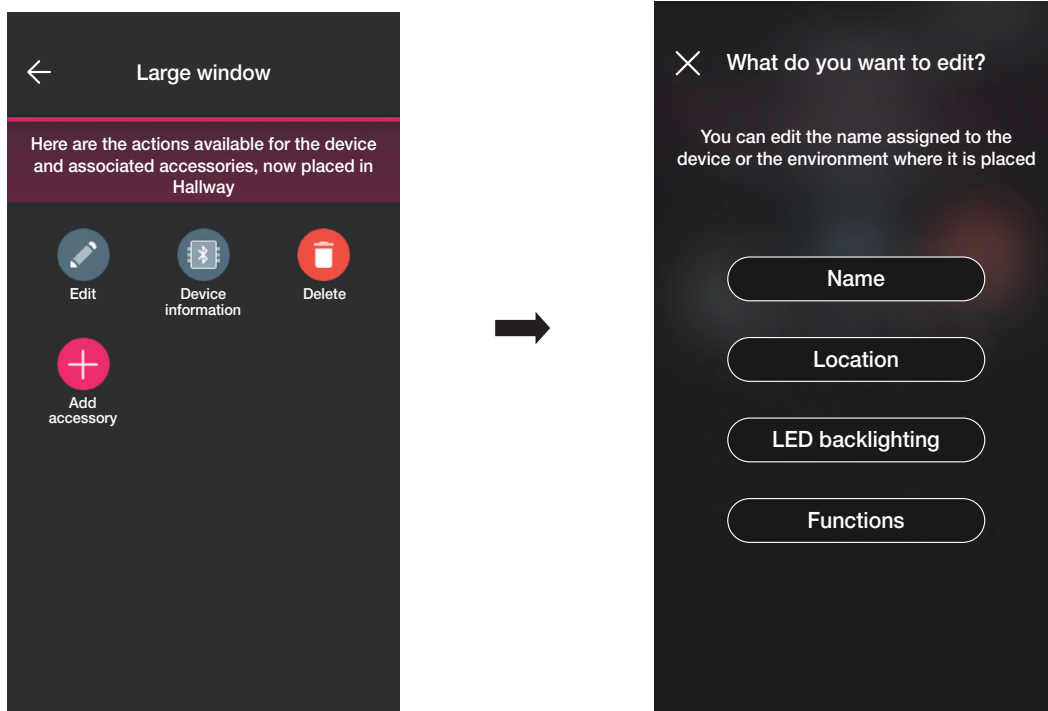 Large window
Here are the actions available for the device
and associated accessories, now placed in
Hallway
Edit
Device
information
Delete
Add
accessory
What do you want to edit?
You can edit the name assigned to the
device or the environment where it is placed
Name
Location
LED backlighting
Functions